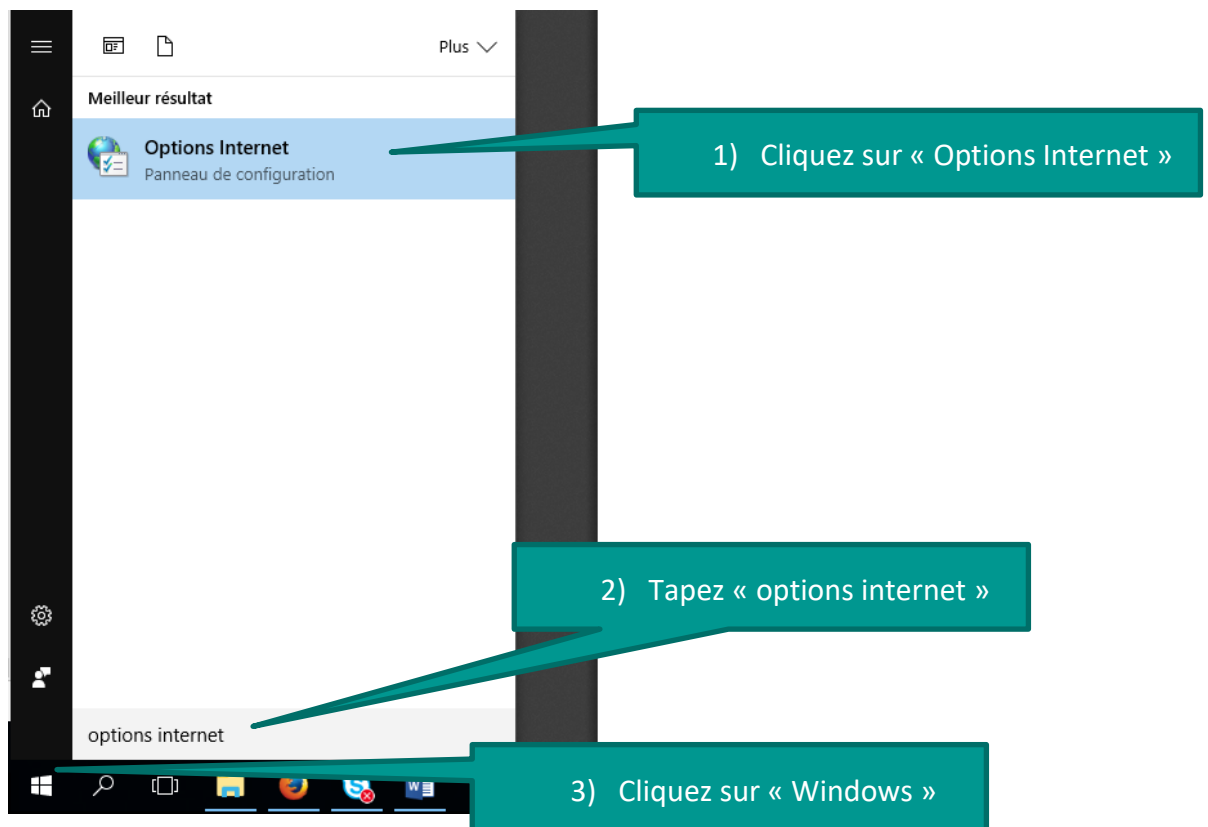 Plus
Meilleur résultat
Options Internet
Panneau de configuration
1) Cliquez sur « Options Internet »
2) Tapez « options internet »
options internet
3) Cliquez sur « Windows »